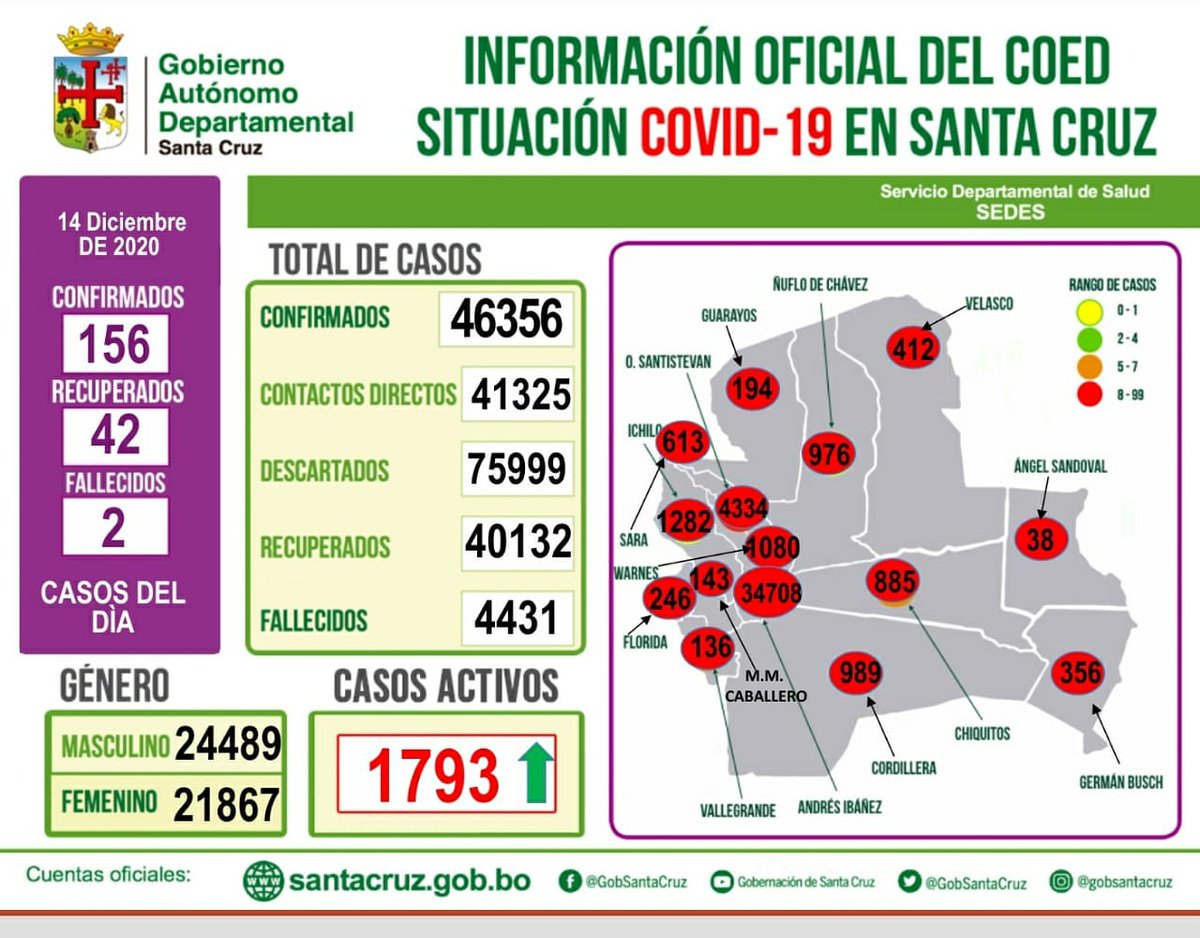 Gobierno
Autónomo
Departamental
Santa Cruz
INFORMACIÓN OFICIAL DEL COED
SITUACIÓN COVID-19 EN SANTA CRUZ
Servicio Departamental de Salud
SEDES
14 Diciembre
DE 2020
CONFIRMADOS
156
RECUPERADOS
42
FALLECIDOS
2
CASOS DEL
DÌA
TOTAL DE CASOS
CONFIRMADOS 46356
CONTACTOS DIRECTOS 41325
DESCARTADOS 75999
RECUPERADOS 40132
FALLECIDOS 4431
GÉNERO
MASCULINO 24489
FEMENINO 21867
CASOS ACTIVOS
1793
RANGO DE CASOS
0 - 1
2 - 4
5 - 7
8 - 99
ÑUFLO DE CHÁVEZ
VELASCO
GUARAYOS
412
O. SANTISTEVAN
194
ICHILO
613
976
ÁNGEL SANDOVAL
4334
1282
SARA
38
1080
WARNES
143
885
246
34708
FLORIDA
136
M.M.
CABALLERO
989
356
CHIQUITOS
CORDILLERA
GERMÁN BUSCH
VALLEGRANDE
ANDRÉS IBÁÑEZ
Cuentas oficiales:
www
santacruz.gob.bo
@GobSantaCruz
Gobernación de Santa Cruz
@GobSantaCruz
@gobsantacruz